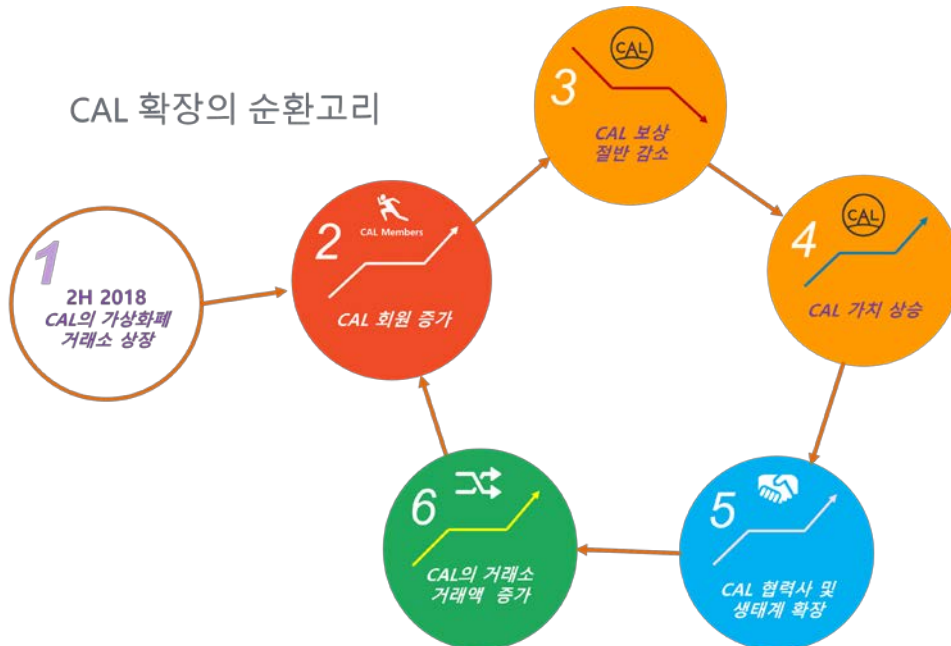 CAL 확장의 순환고리
1
2H 2018
CAL의 가상화폐
거래소 상장
2
CAL Members
CAL 회원 증가
3
CAL
CAL 보상
절반 감소
4
CAL
CAL 가치 상승
5
CAL 협력사 및
생태계 확장
6
CAL의 거래소
거래액 증가